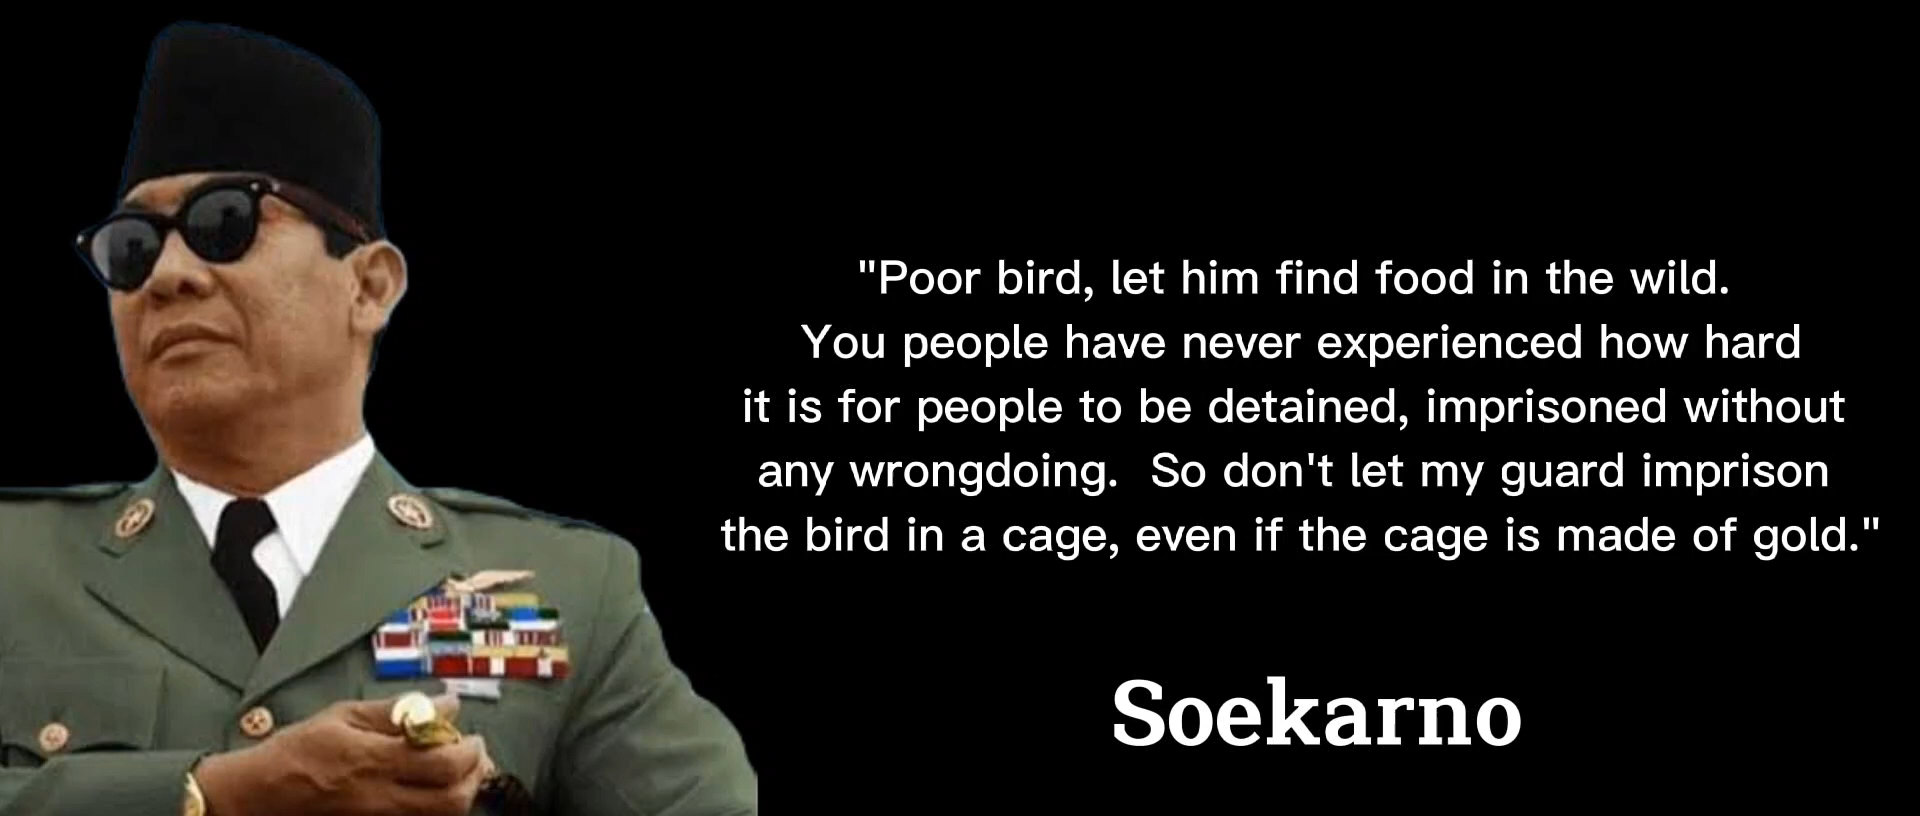 "Poor bird, let him find food in the wild.
You people have never experienced how hard
it is for people to be detained, imprisoned without
any wrongdoing.  So don't let my guard imprison
the bird in a cage, even if the cage is made of gold."
Soekarno